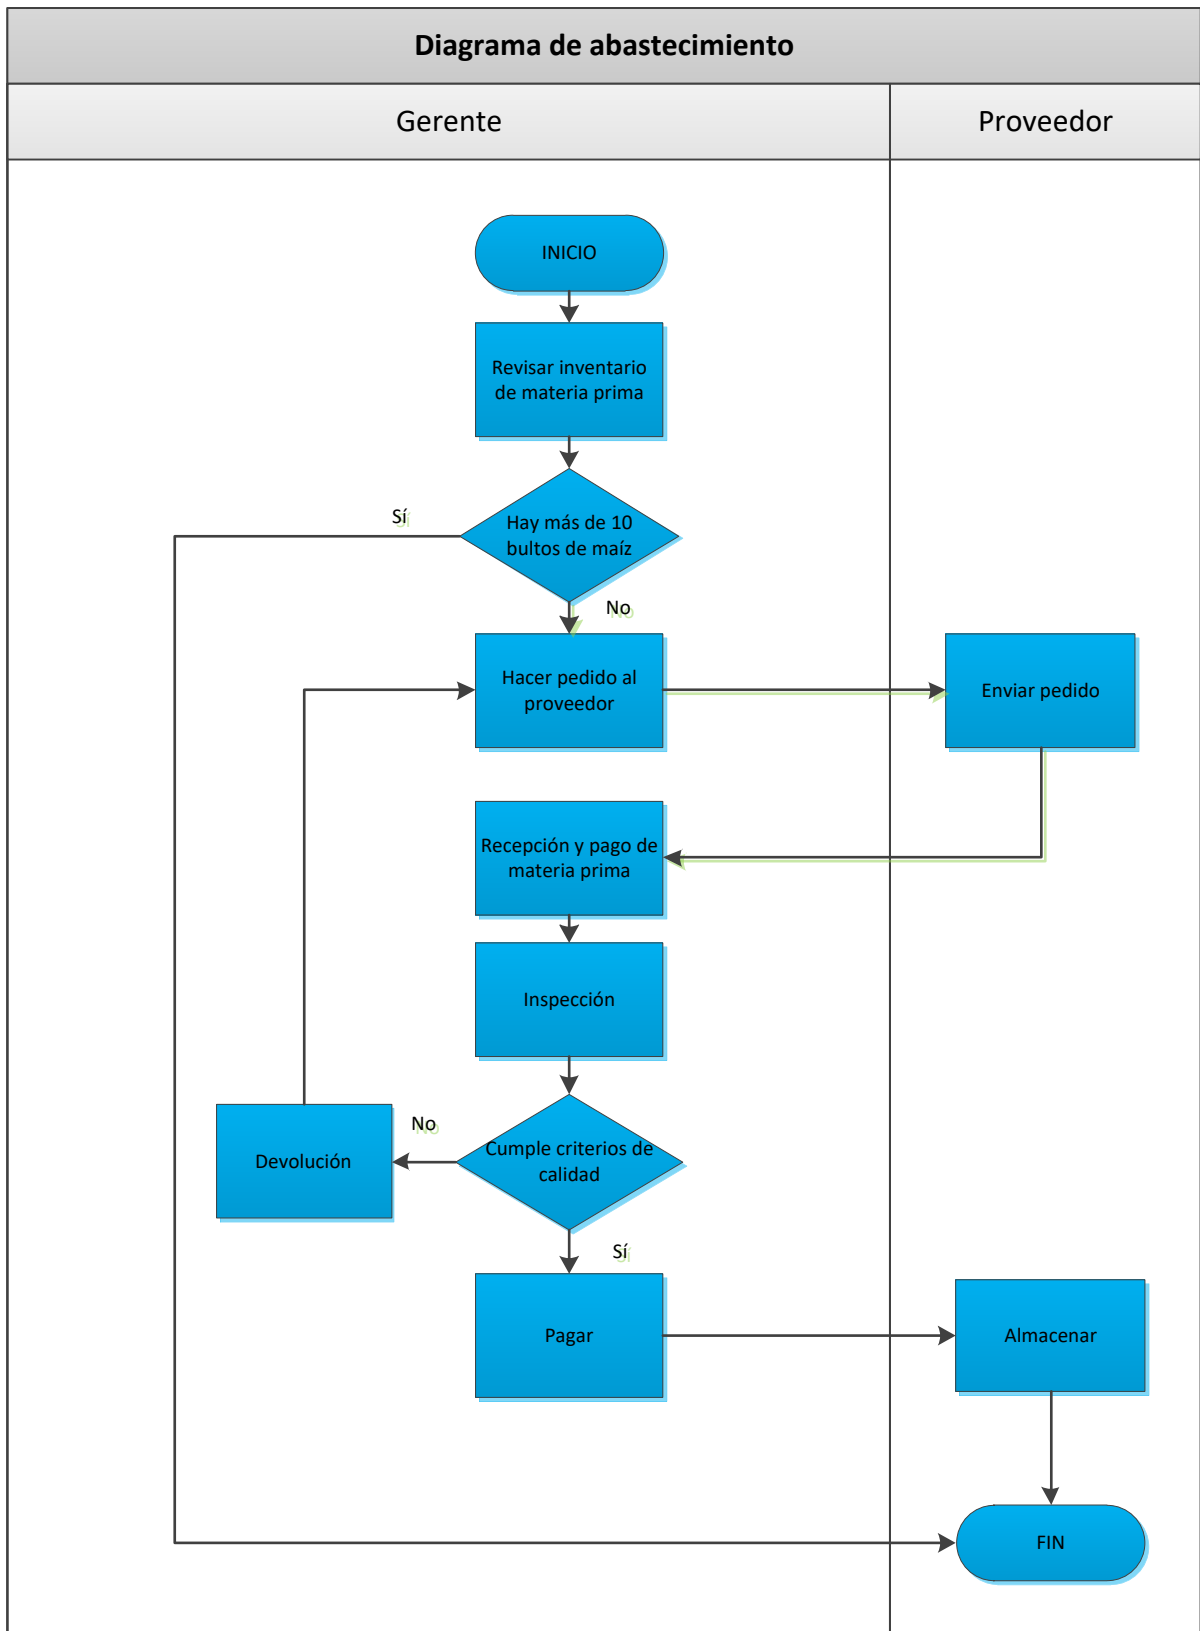 Diagrama de abastecimiento
Gerente
Proveedor
INICIO
Revisar inventario
de materia prima
Sí
Hay más de 10
bultos de maíz
No
Hacer pedido al
proveedor
Enviar pedido
Recepción y pago de
materia prima
Inspección
No
Cumple criterios de
calidad
Devolución
Sí
Pagar
Almacenar
FIN